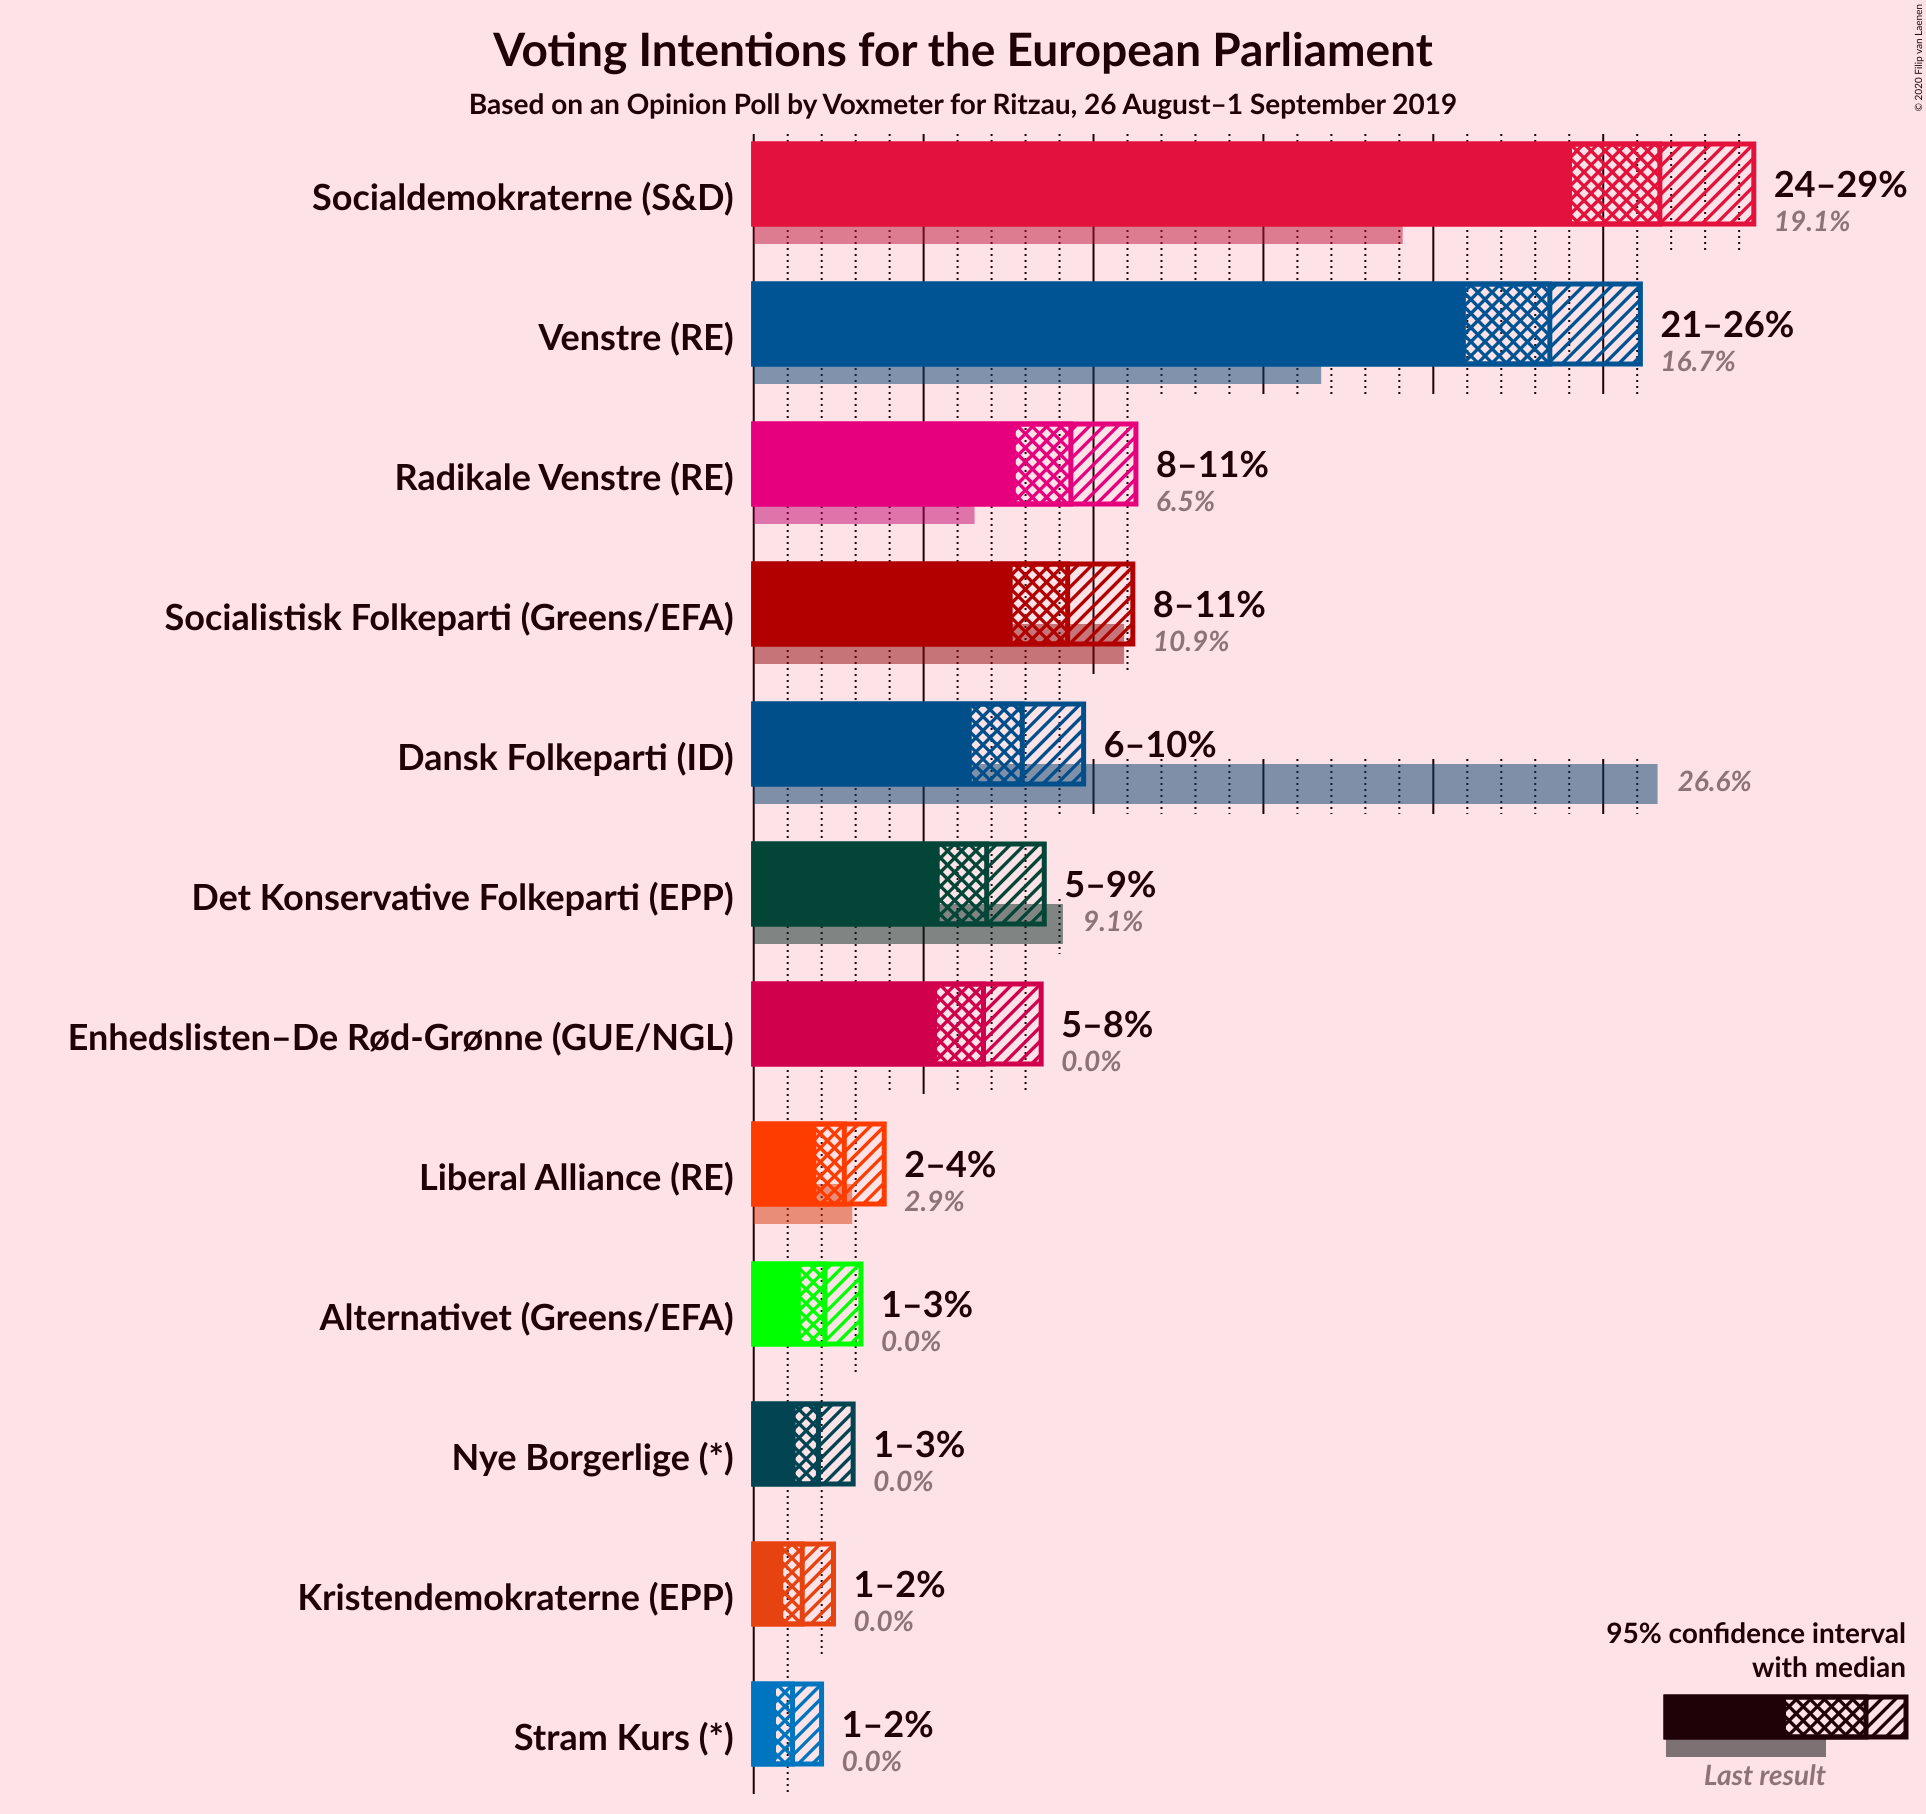 Voting Intentions for the European Parliament
Based on an Opinion Poll by Voxmeter for Ritzau, 26 August–1 September 2019
© 2020 Filip van Laenen
Socialdemokraterne (S&D)
24–29%
19.1%
Venstre (RE)
21–26%
16.7%
Radikale Venstre (RE)
8–11%
6.5%
Socialistisk Folkeparti (Greens/EFA)
8–11%
10.9%
Dansk Folkeparti (ID)
6–10%
26.6%
Det Konservative Folkeparti (EPP)
5–9%
9.1%
Enhedslisten–De Rød-Grønne (GUE/NGL)
5–8%
0.0%
Liberal Alliance (RE)
2–4%
2.9%
Alternativet (Greens/EFA)
1–3%
0.0%
Nye Borgerlige (*)
1–3%
0.0%
Kristendemokraterne (EPP)
1–2%
0.0%
Stram Kurs (*)
1–2%
0.0%
95% confidence interval
with median
Last result